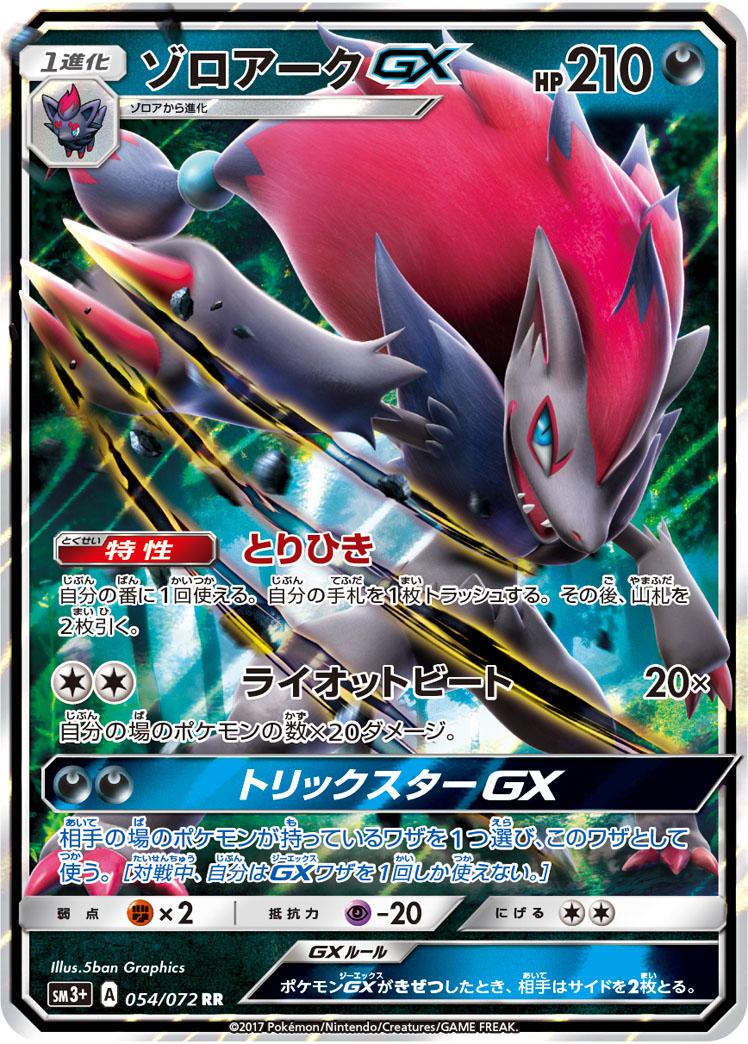 1進化 ゾロアークGX HP210
ゾロアから進化
とくせい 特性 とりひき
自分の番に1回使える。自分の手札を1枚トラッシュする。その後、山札を
2枚引く。
ライオットビート 20×
自分の場のポケモンの数×20ダメージ。
トリックスターGX
相手の場のポケモンが持っているワザを1つ選び、このワザとして
使う。[対戦中、自分はGXワザを1回しか使えない。]
弱点 ×2 抵抗力 -20 にげる
GXルール
ポケモンGXがきぜつしたとき、相手はサイドを2枚とる。
Illus.5ban Graphics
SM3+ A 054/072 RR
©2017 Pokémon/Nintendo/Creatures/GAME FREAK.